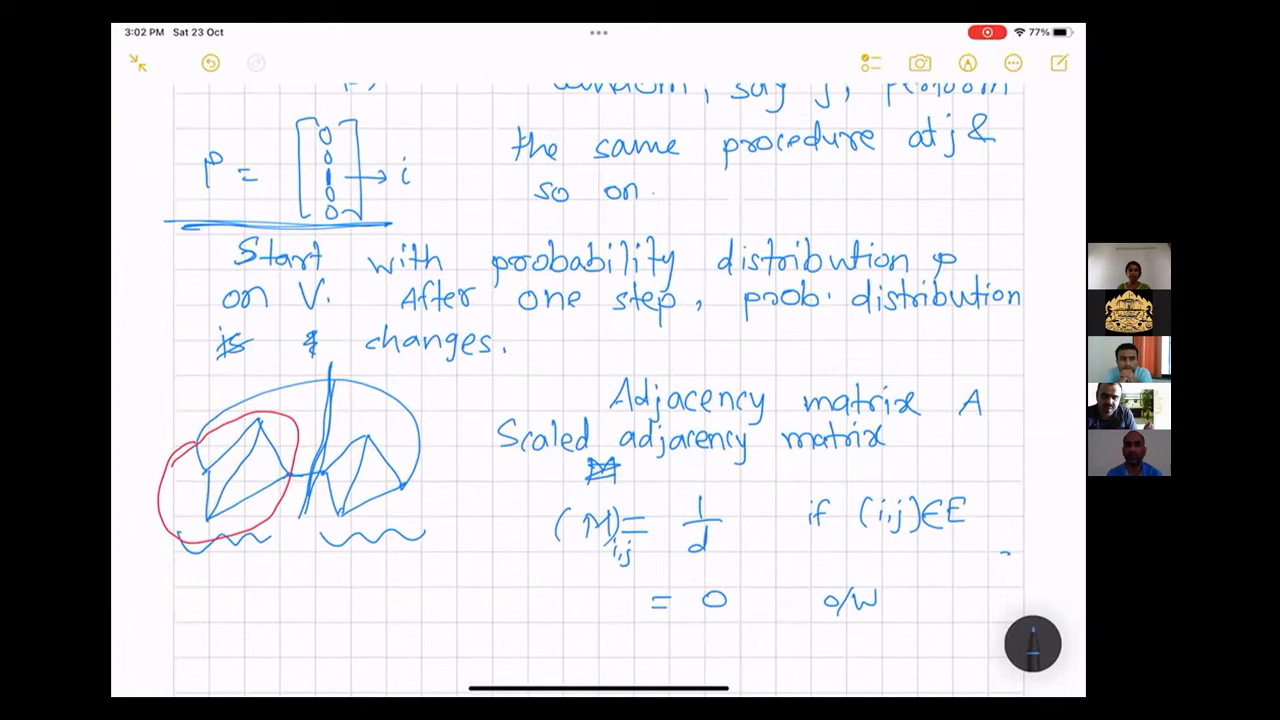 3:02 PM Sat 23 Oct
77%
say j,
P = [0 0 1 0 0] → i
the same procedure at j &
so on.
Start with probability distribution p
on V. After one step, prob. distribution
is changes.
Adjacency matrix A
Scaled adjacency matrix
M
(M)i,j = 1/d if (i,j)∈E
= 0 o/w